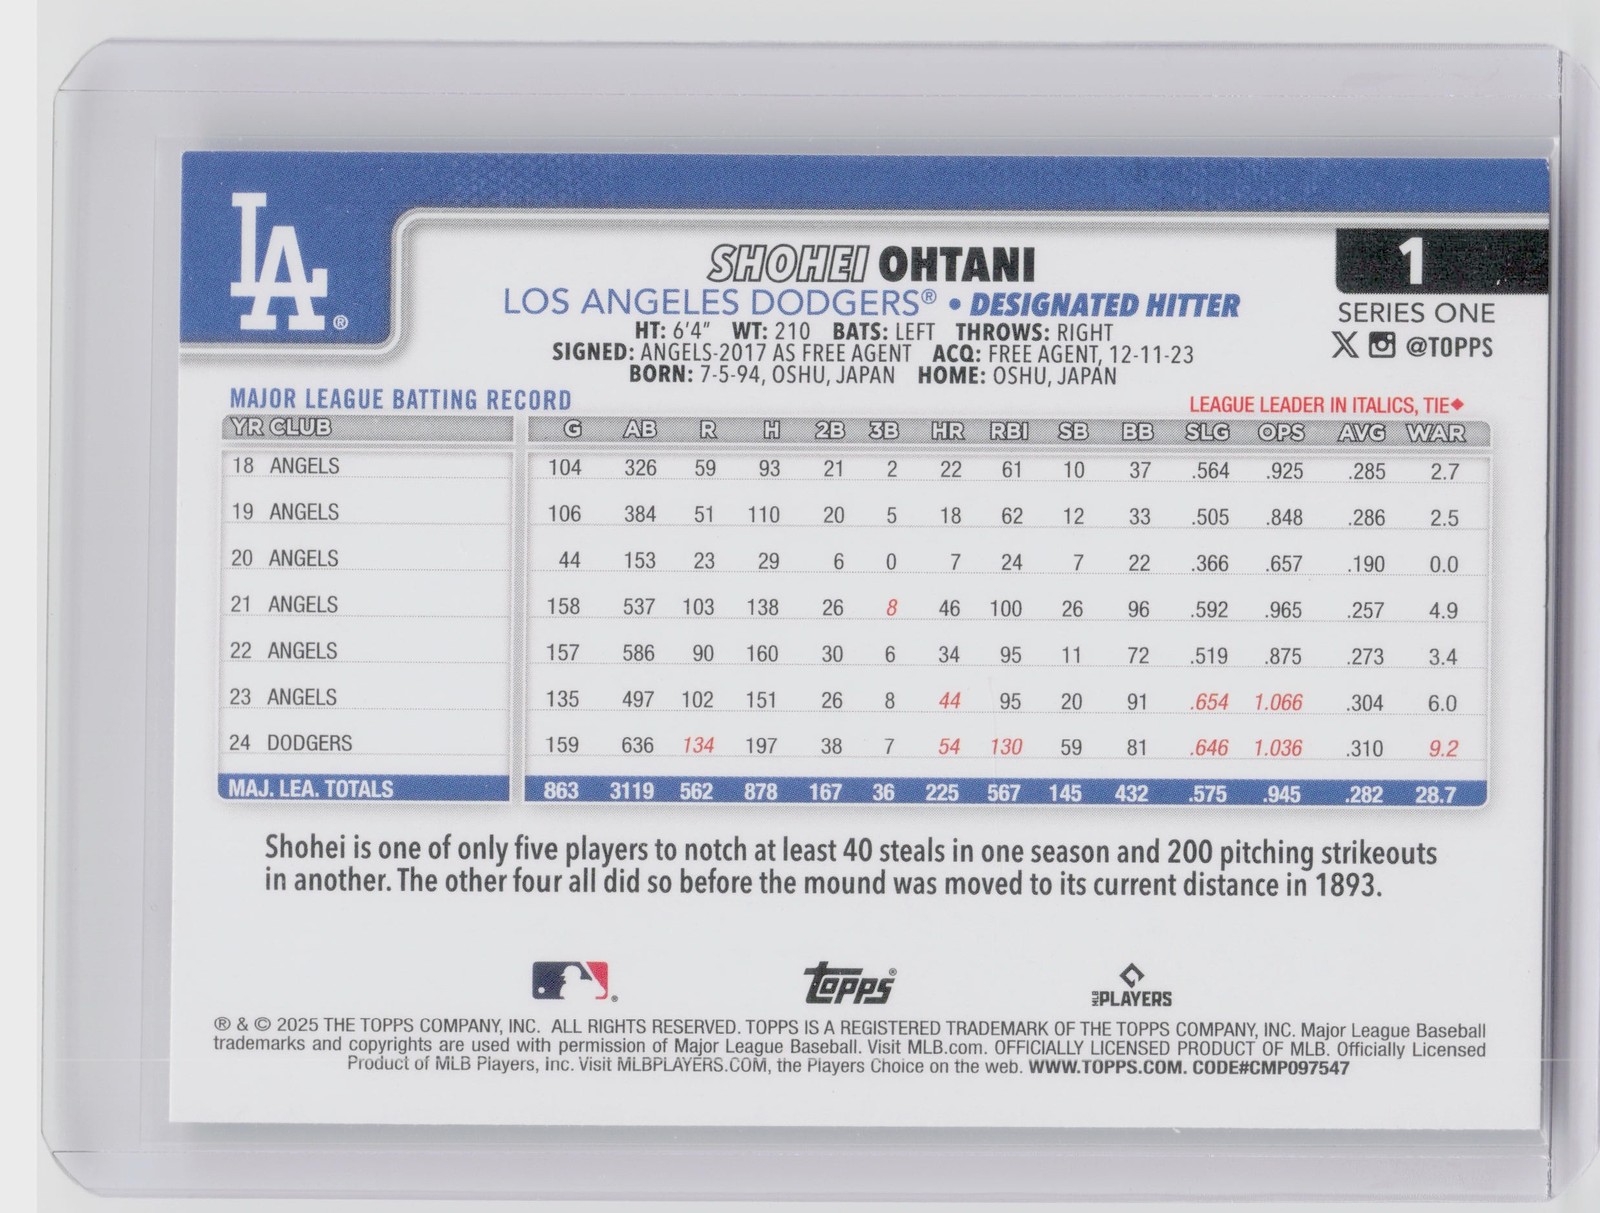 LA®
SHOHEI OHTANI
1
LOS ANGELES DODGERS® • DESIGNATED HITTER
SERIES ONE
HT: 6'4" WT: 210 BATS: LEFT THROWS: RIGHT
@TOPPS
SIGNED: ANGELS-2017 AS FREE AGENT ACQ: FREE AGENT, 12-11-23
BORN: 7-5-94, OSHU, JAPAN HOME: OSHU, JAPAN
MAJOR LEAGUE BATTING RECORD
LEAGUE LEADER IN ITALICS, TIE◆
YR CLUB G AB R H 2B 3B HR RBI SB BB SLG OPS AVG WAR
18 ANGELS 104 326 59 93 21 2 22 61 10 37 .564 .925 .285 2.7
19 ANGELS 106 384 51 110 20 5 18 62 12 33 .505 .848 .286 2.5
20 ANGELS 44 153 23 29 6 0 7 24 7 22 .366 .657 .190 0.0
21 ANGELS 158 537 103 138 26 8 46 100 26 96 .592 .965 .257 4.9
22 ANGELS 157 586 90 160 30 6 34 95 11 72 .519 .875 .273 3.4
23 ANGELS 135 497 102 151 26 8 44 95 20 91 .654 1.066 .304 6.0
24 DODGERS 159 636 134 197 38 7 54 130 59 81 .646 1.036 .310 9.2
MAJ. LEA. TOTALS 863 3119 562 878 167 36 225 567 145 432 .575 .945 .282 28.7
Shohei is one of only five players to notch at least 40 steals in one season and 200 pitching strikeouts
in another. The other four all did so before the mound was moved to its current distance in 1893.
topps®
MLB PLAYERS
® & © 2025 THE TOPPS COMPANY, INC. ALL RIGHTS RESERVED. TOPPS IS A REGISTERED TRADEMARK OF THE TOPPS COMPANY, INC. Major League Baseball
trademarks and copyrights are used with permission of Major League Baseball. Visit MLB.com. OFFICIALLY LICENSED PRODUCT OF MLB. Officially Licensed
Product of MLB Players, Inc. Visit MLBPLAYERS.COM, the Players Choice on the web. WWW.TOPPS.COM. CODE#CMP097547